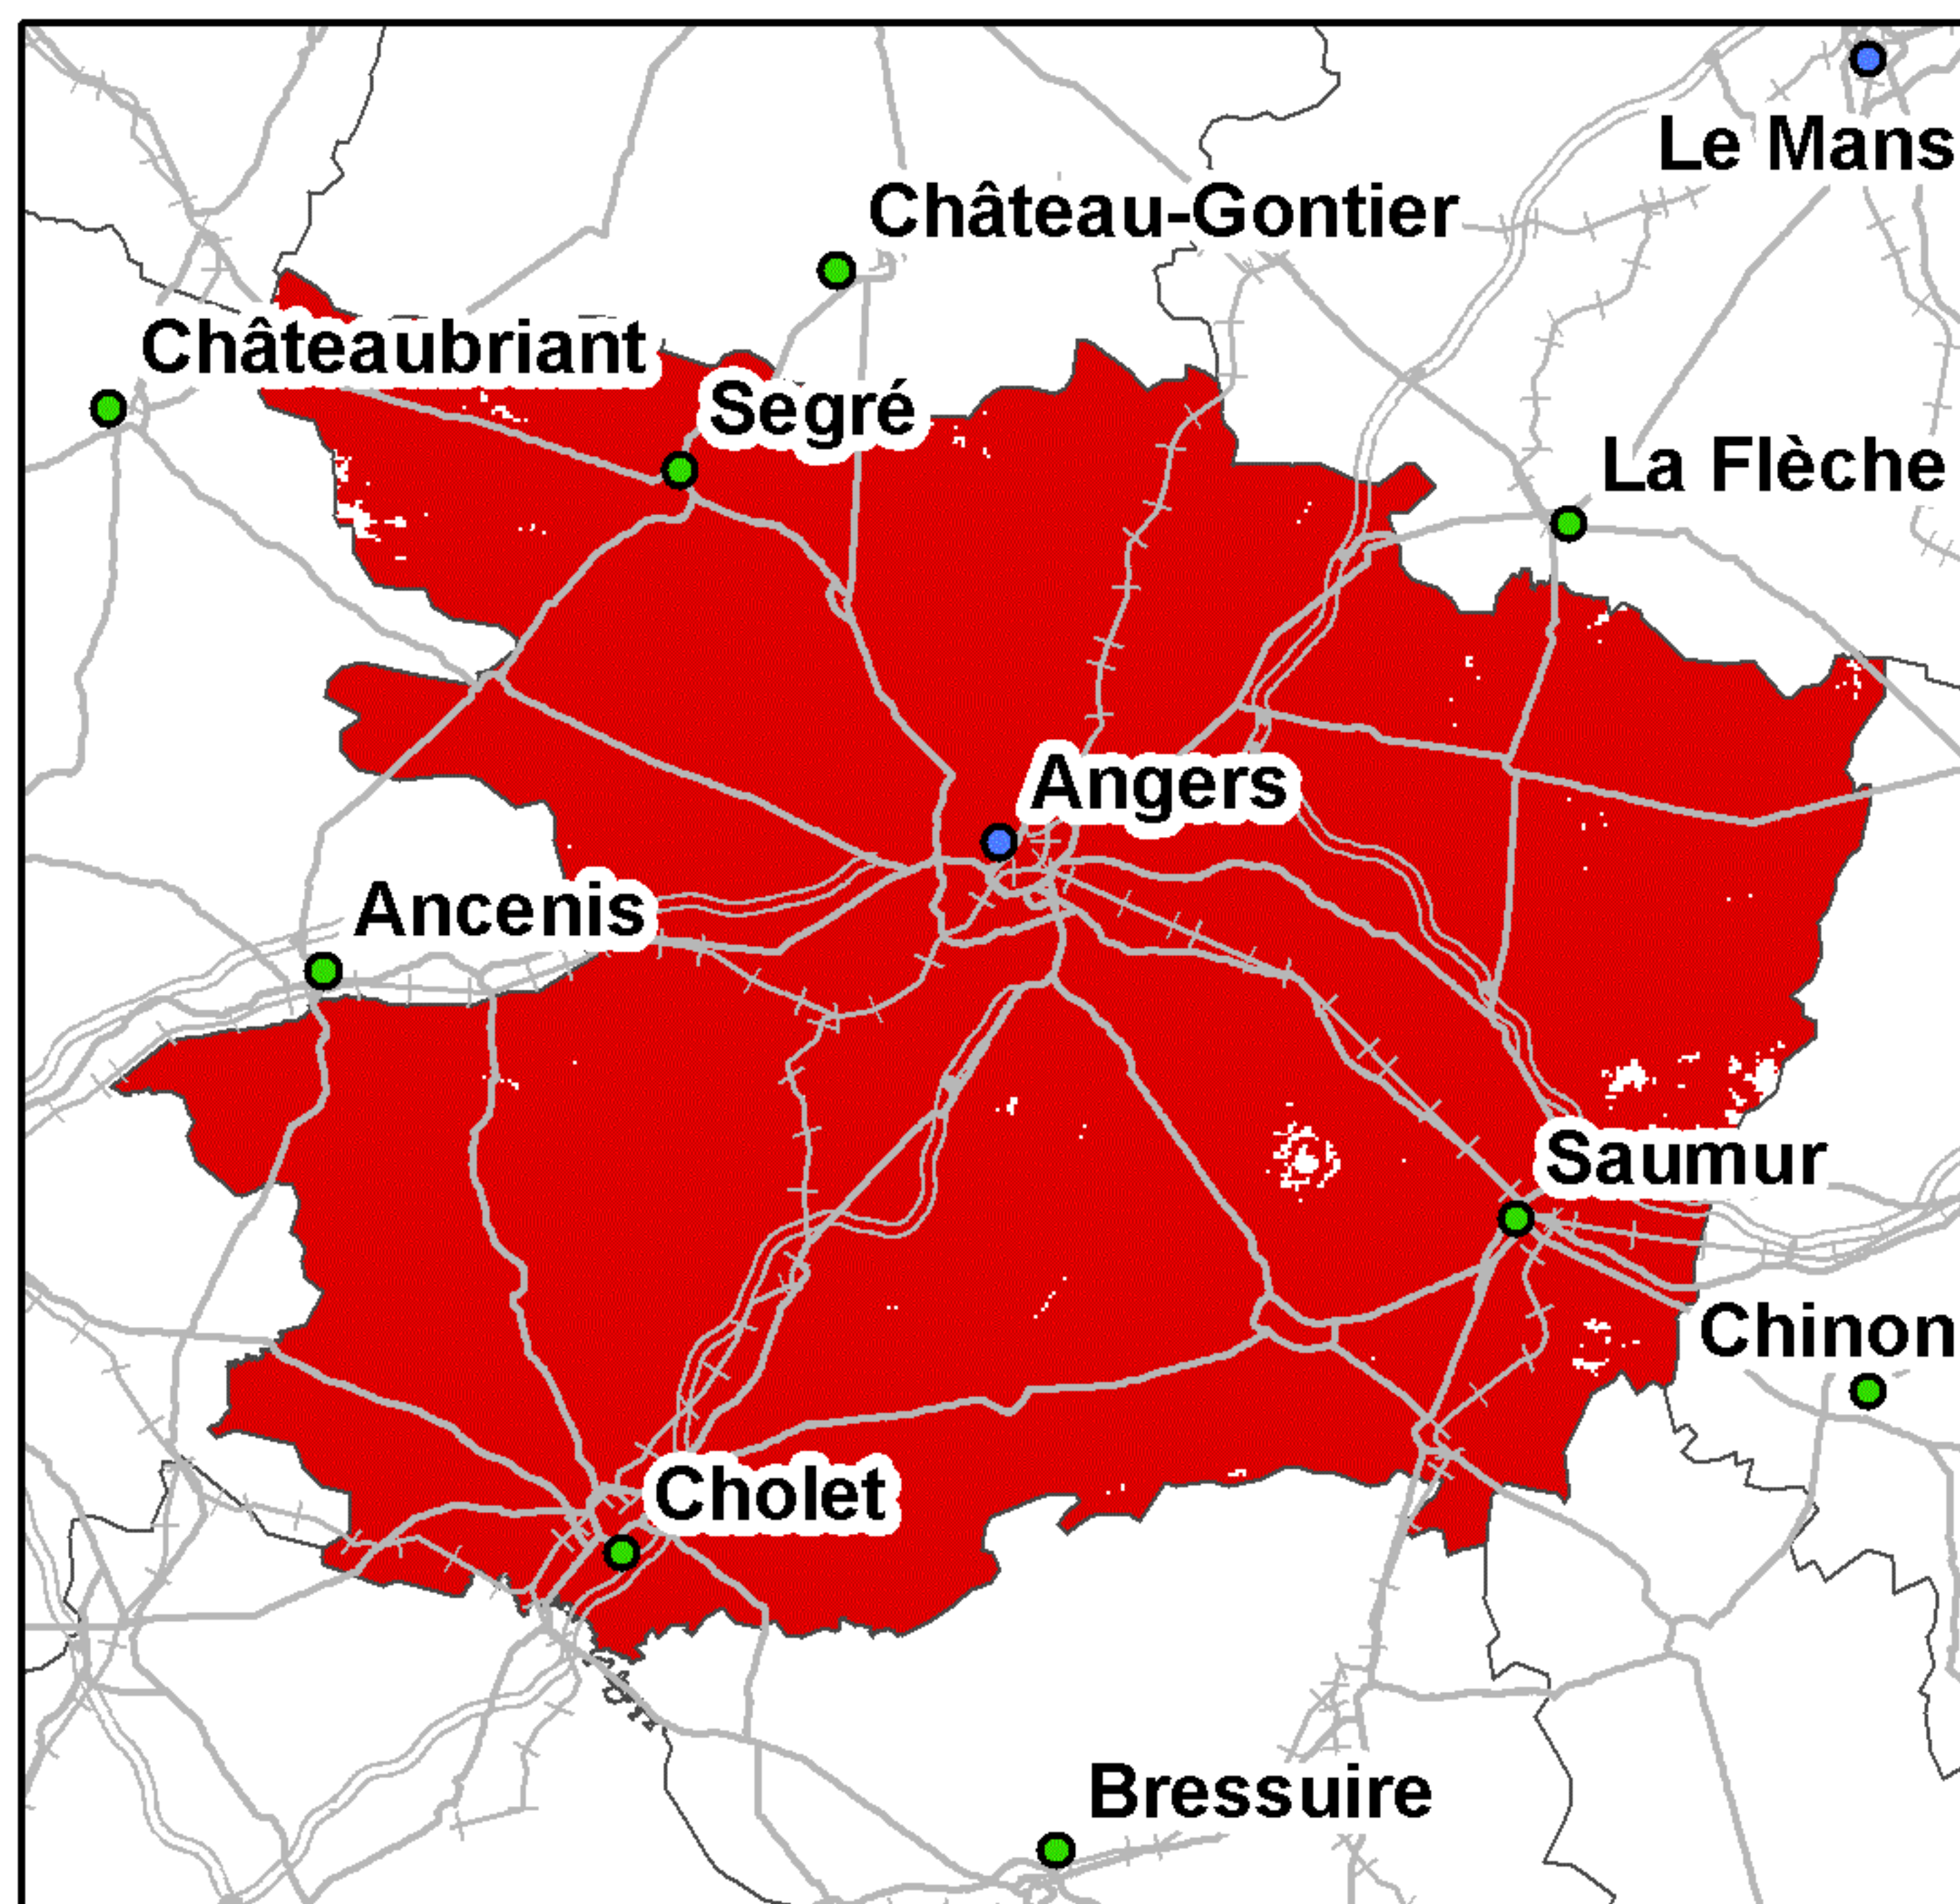 Le Mans
Château-Gontier
Châteaubriant
Segré
La Flèche
Angers
Ancenis
Saumur
Chinon
Cholet
Bressuire